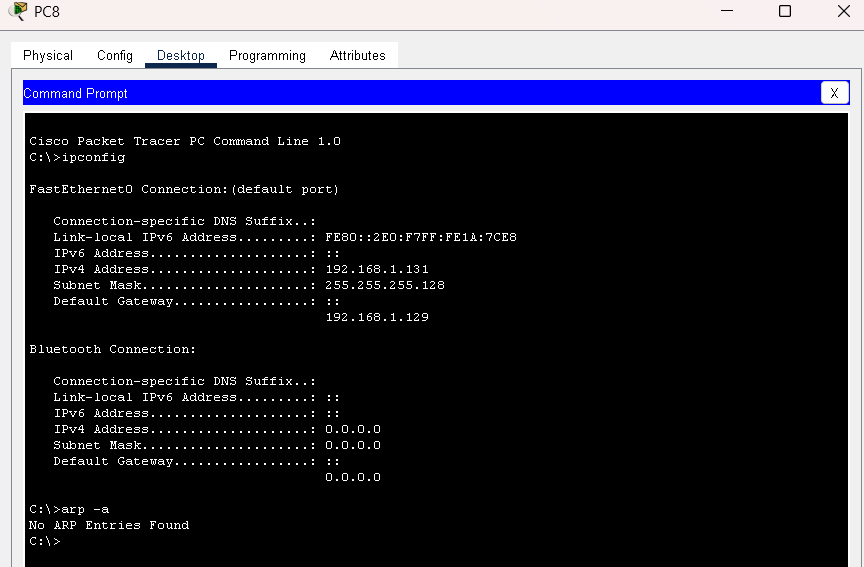 PC8
Physical Config Desktop Programming Attributes
Command Prompt
X
Cisco Packet Tracer PC Command Line 1.0
C:\>ipconfig
FastEthernet0 Connection:(default port)
Connection-specific DNS Suffix..:
Link-local IPv6 Address.........: FE80::2E0:F7FF:FE1A:7CE8
IPv6 Address....................: ::
IPv4 Address....................: 192.168.1.131
Subnet Mask.....................: 255.255.255.128
Default Gateway.................: ::
192.168.1.129
Bluetooth Connection:
Connection-specific DNS Suffix..:
Link-local IPv6 Address.........: ::
IPv6 Address....................: ::
IPv4 Address....................: 0.0.0.0
Subnet Mask.....................: 0.0.0.0
Default Gateway.................: ::
0.0.0.0
C:\>arp -a
No ARP Entries Found
C:\>